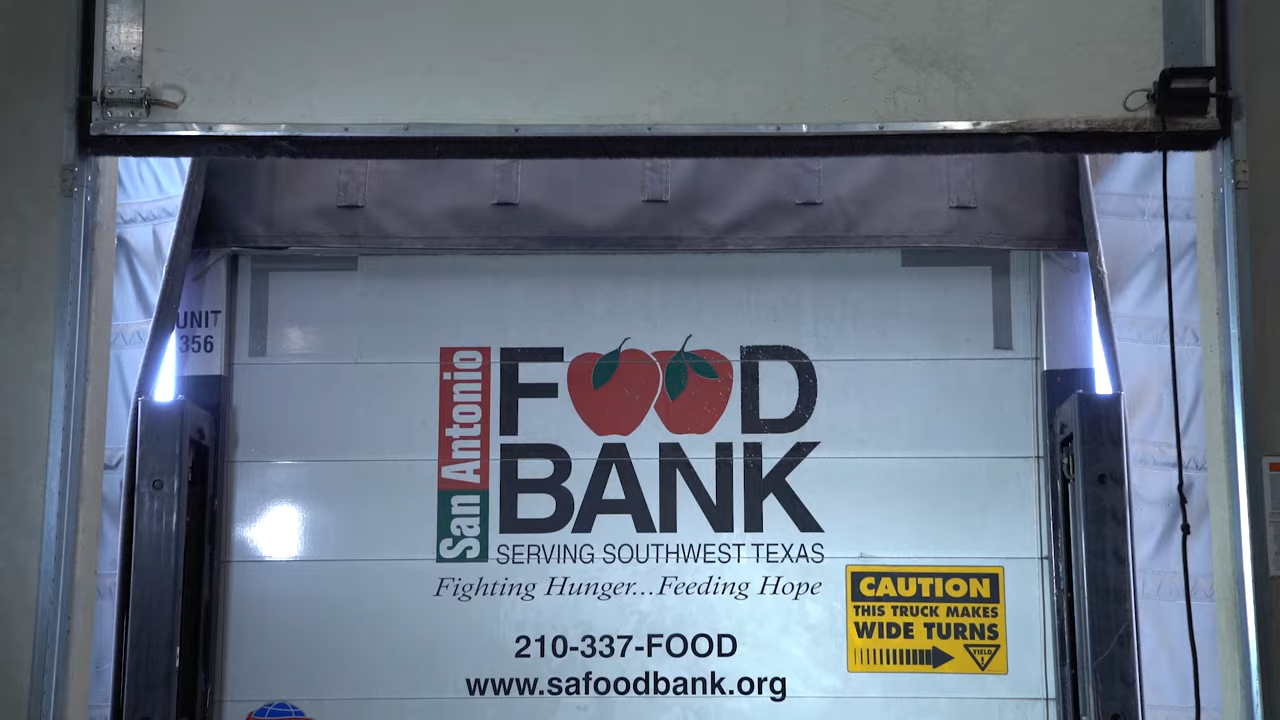 UNIT
356
San Antonio
FOOD
BANK
SERVING SOUTHWEST TEXAS
Fighting Hunger...Feeding Hope
210-337-FOOD
www.safoodbank.org
CAUTION
THIS TRUCK MAKES
WIDE TURNS
YIELD
!